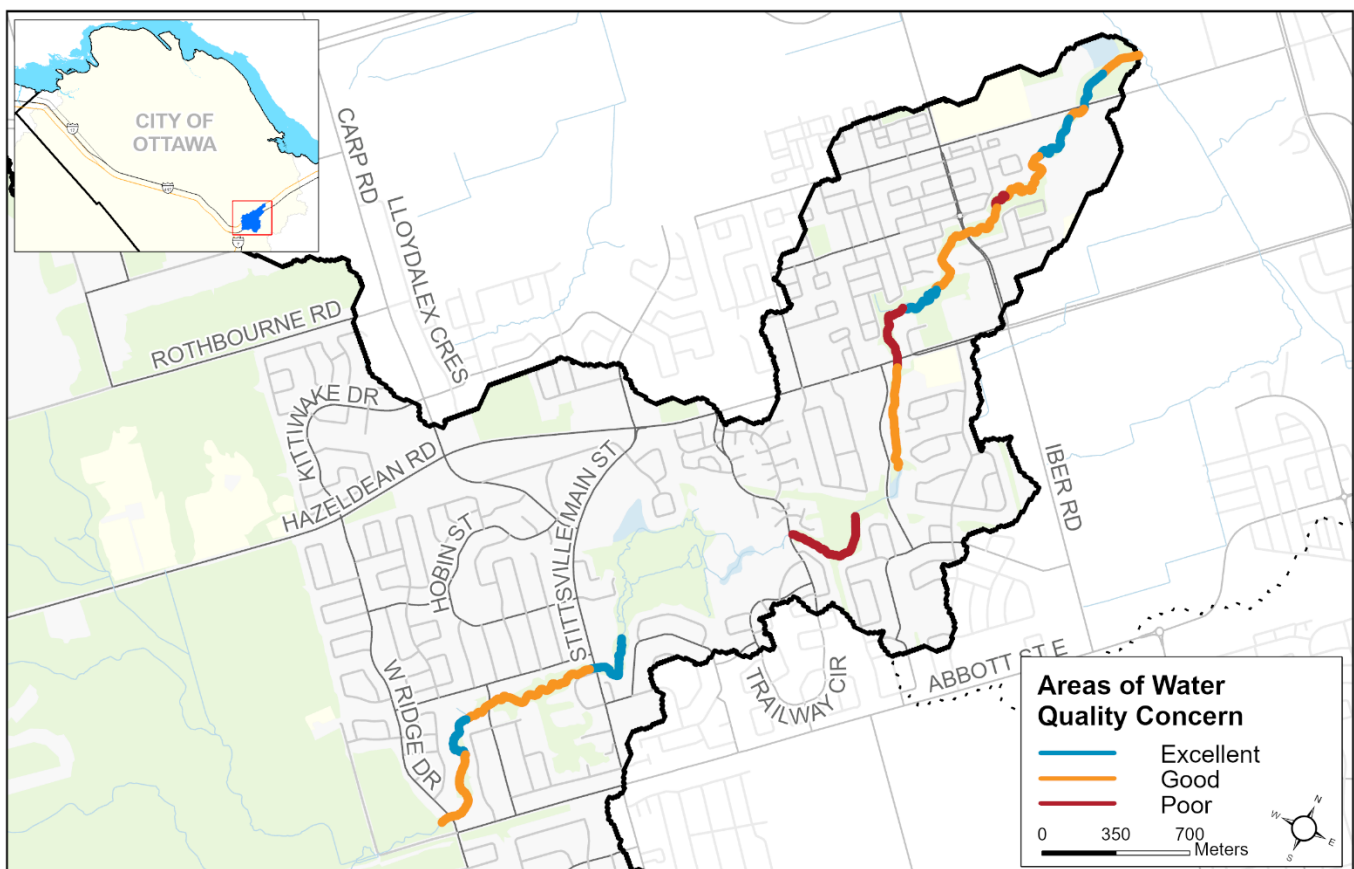 CITY OF
OTTAWA
CARP RD
LLOYDALEX CRES
ROTHBOURNE RD
KITTIWAKE DR
HAZELDEAN RD
HOBIN ST
STITTSVILLE MAIN ST
W RIDGE DR
IBER RD
TRAILWAY CIR
ABBOTT ST E
Areas of Water
Quality Concern
Excellent
Good
Poor
0 350 700
Meters
N
W
E
S